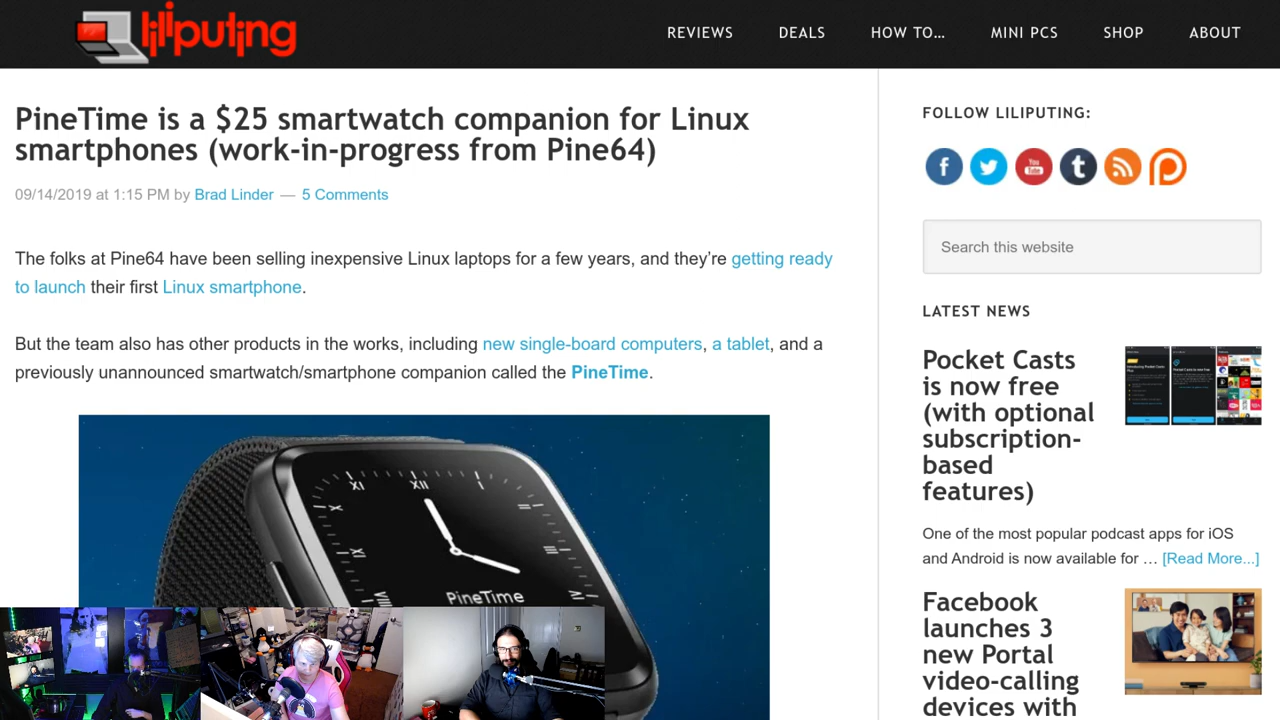 liliputing
REVIEWS
DEALS
HOW TO…
MINI PCS
SHOP
ABOUT
PineTime is a $25 smartwatch companion for Linux
smartphones (work-in-progress from Pine64)
09/14/2019 at 1:15 PM by Brad Linder — 5 Comments
The folks at Pine64 have been selling inexpensive Linux laptops for a few years, and they’re getting ready
to launch their first Linux smartphone.
But the team also has other products in the works, including new single-board computers, a tablet, and a
previously unannounced smartwatch/smartphone companion called the PineTime.
XI
XII
I
X
II
PineTime
FOLLOW LILIPUTING:
Search this website
LATEST NEWS
Pocket Casts
is now free
(with optional
subscription-
based
features)
One of the most popular podcast apps for iOS
and Android is now available for … [Read More...]
Facebook
launches 3
new Portal
video-calling
devices with